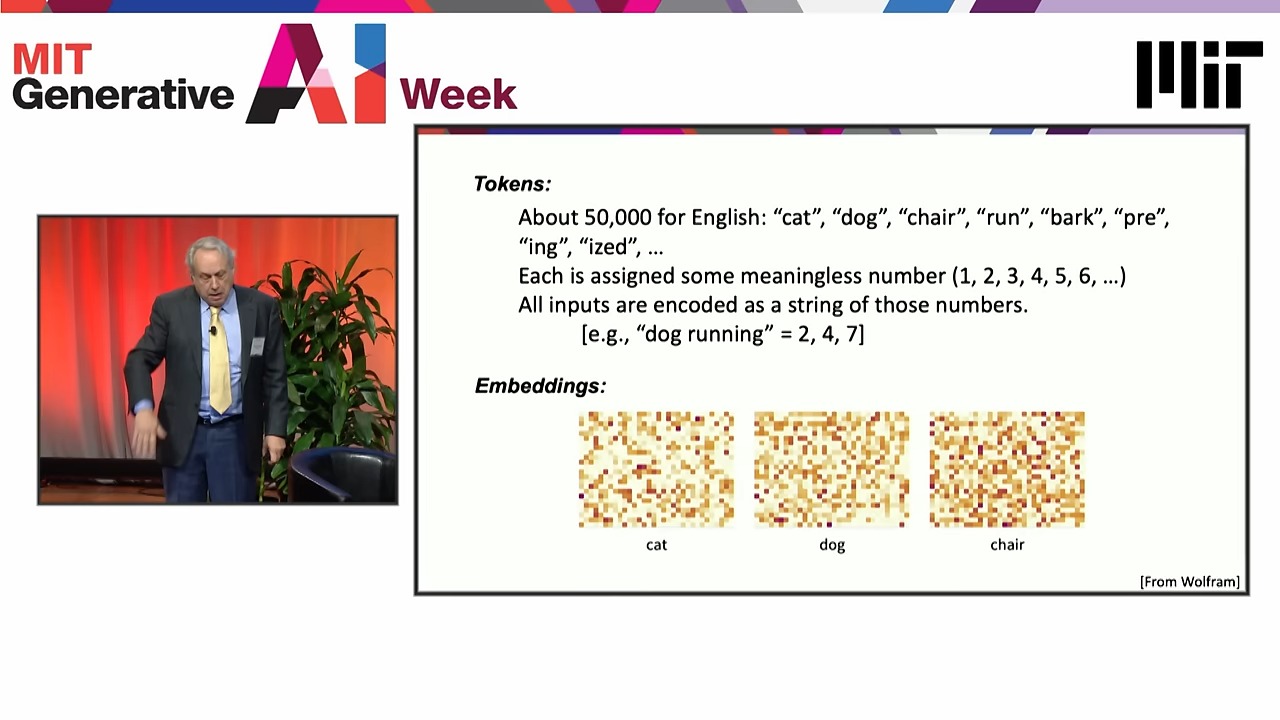 MIT
Generative
AI
Week
MIT
Tokens:
About 50,000 for English: “cat”, “dog”, “chair”, “run”, “bark”, “pre”,
“ing”, “ized”, …
Each is assigned some meaningless number (1, 2, 3, 4, 5, 6, …)
All inputs are encoded as a string of those numbers.
[e.g., “dog running” = 2, 4, 7]
Embeddings:
cat
dog
chair
[From Wolfram]